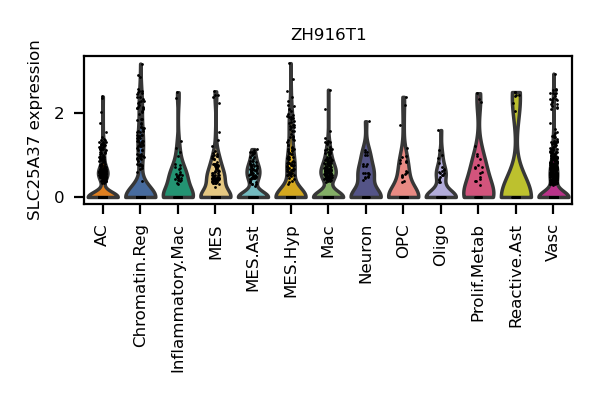 ZH916T1
SLC25A37 expression
2
0
AC
Chromatin.Reg
Inflammatory.Mac
MES
MES.Ast
MES.Hyp
Mac
Neuron
OPC
Oligo
Prolif.Metab
Reactive.Ast
Vasc